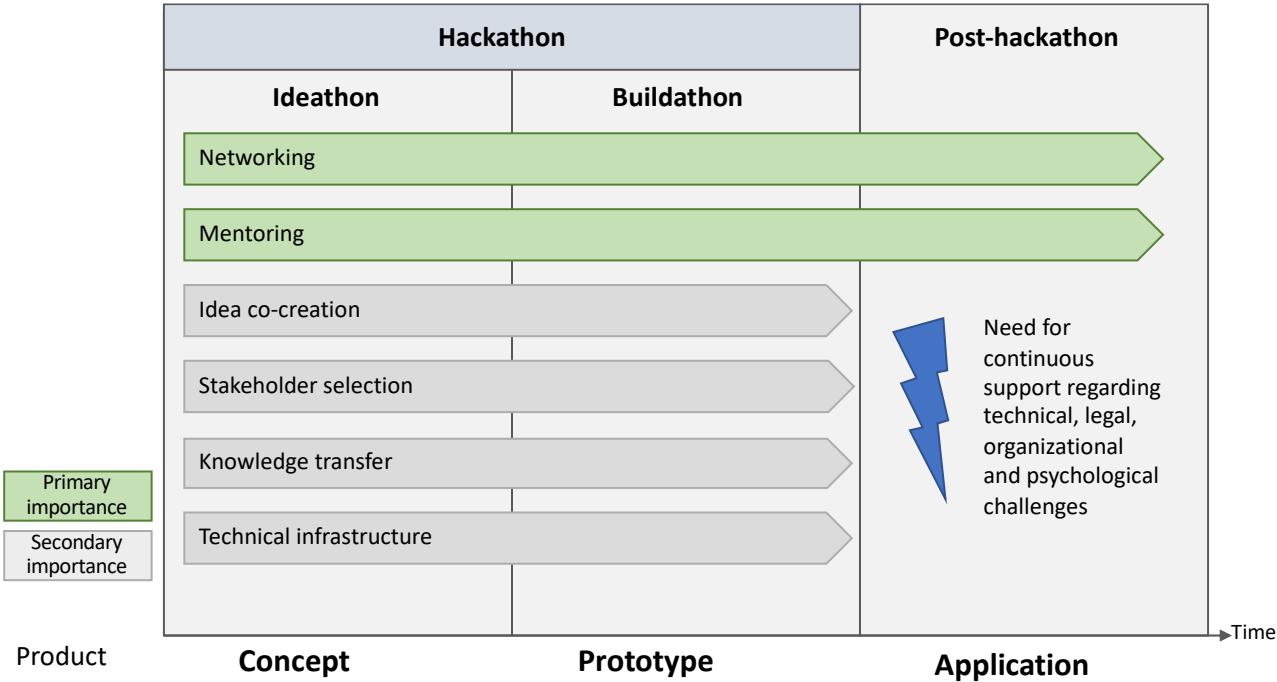 Hackathon
Post-hackathon
Ideathon
Buildathon
Networking
Mentoring
Idea co-creation
Stakeholder selection
Knowledge transfer
Technical infrastructure
Need for
continuous
support regarding
technical, legal,
organizational
and psychological
challenges
Primary
importance
Secondary
importance
Time
Product
Concept
Prototype
Application